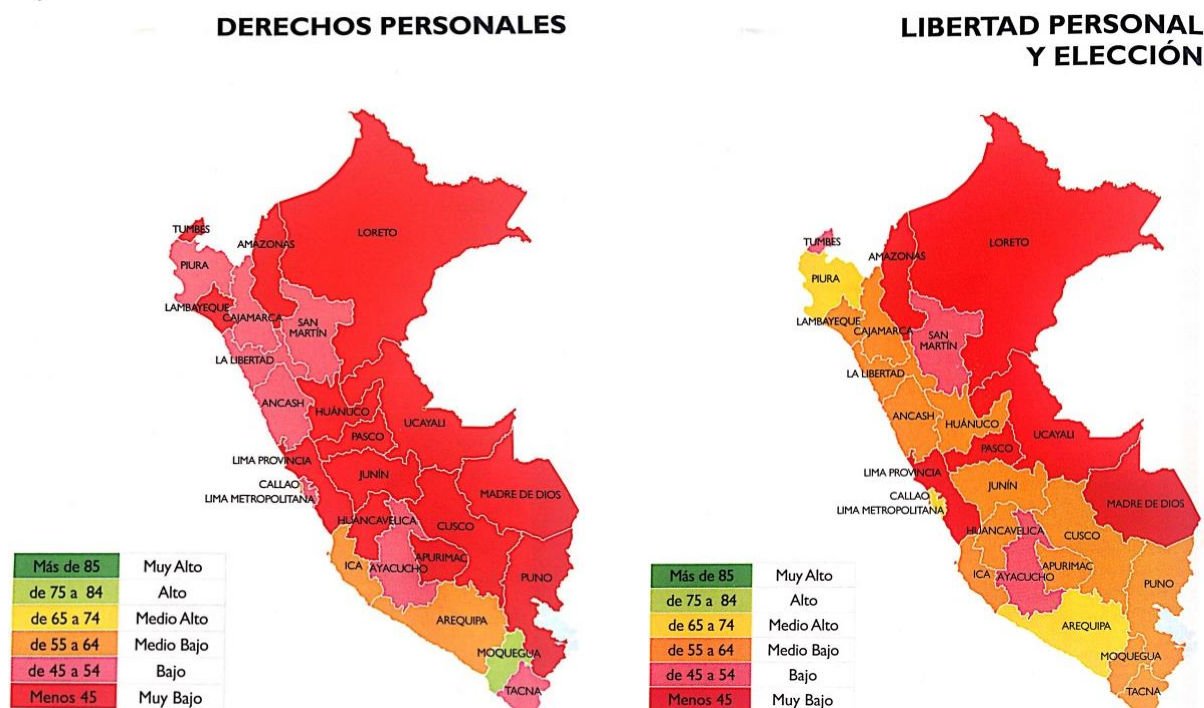 DERECHOS PERSONALES
TUMBES
PIURA
AMAZONAS
LORETO
LAMBAYEQUE
CAJAMARCA
SAN
MARTÍN
LA LIBERTAD
ANCASH
HUÁNUCO
UCAYALI
PASCO
LIMA PROVINCIA
JUNÍN
CALLAO
LIMA METROPOLITANA
MADRE DE DIOS
HUANCAVELICA
CUSCO
ICA
AYACUCHO
APURIMAC
PUNO
AREQUIPA
MOQUEGUA
TACNA
Más de 85 Muy Alto
de 75 a 84 Alto
de 65 a 74 Medio Alto
de 55 a 64 Medio Bajo
de 45 a 54 Bajo
Menos 45 Muy Bajo
LIBERTAD PERSONAL
Y ELECCIÓN
TUMBES
PIURA
AMAZONAS
LORETO
LAMBAYEQUE
CAJAMARCA
SAN
MARTÍN
LA LIBERTAD
ANCASH
HUÁNUCO
UCAYALI
PASCO
LIMA PROVINCIA
JUNÍN
CALLAO
LIMA METROPOLITANA
MADRE DE DIOS
HUANCAVELICA
CUSCO
ICA
AYACUCHO
APURIMAC
PUNO
AREQUIPA
MOQUEGUA
TACNA
Más de 85 Muy Alto
de 75 a 84 Alto
de 65 a 74 Medio Alto
de 55 a 64 Medio Bajo
de 45 a 54 Bajo
Menos 45 Muy Bajo